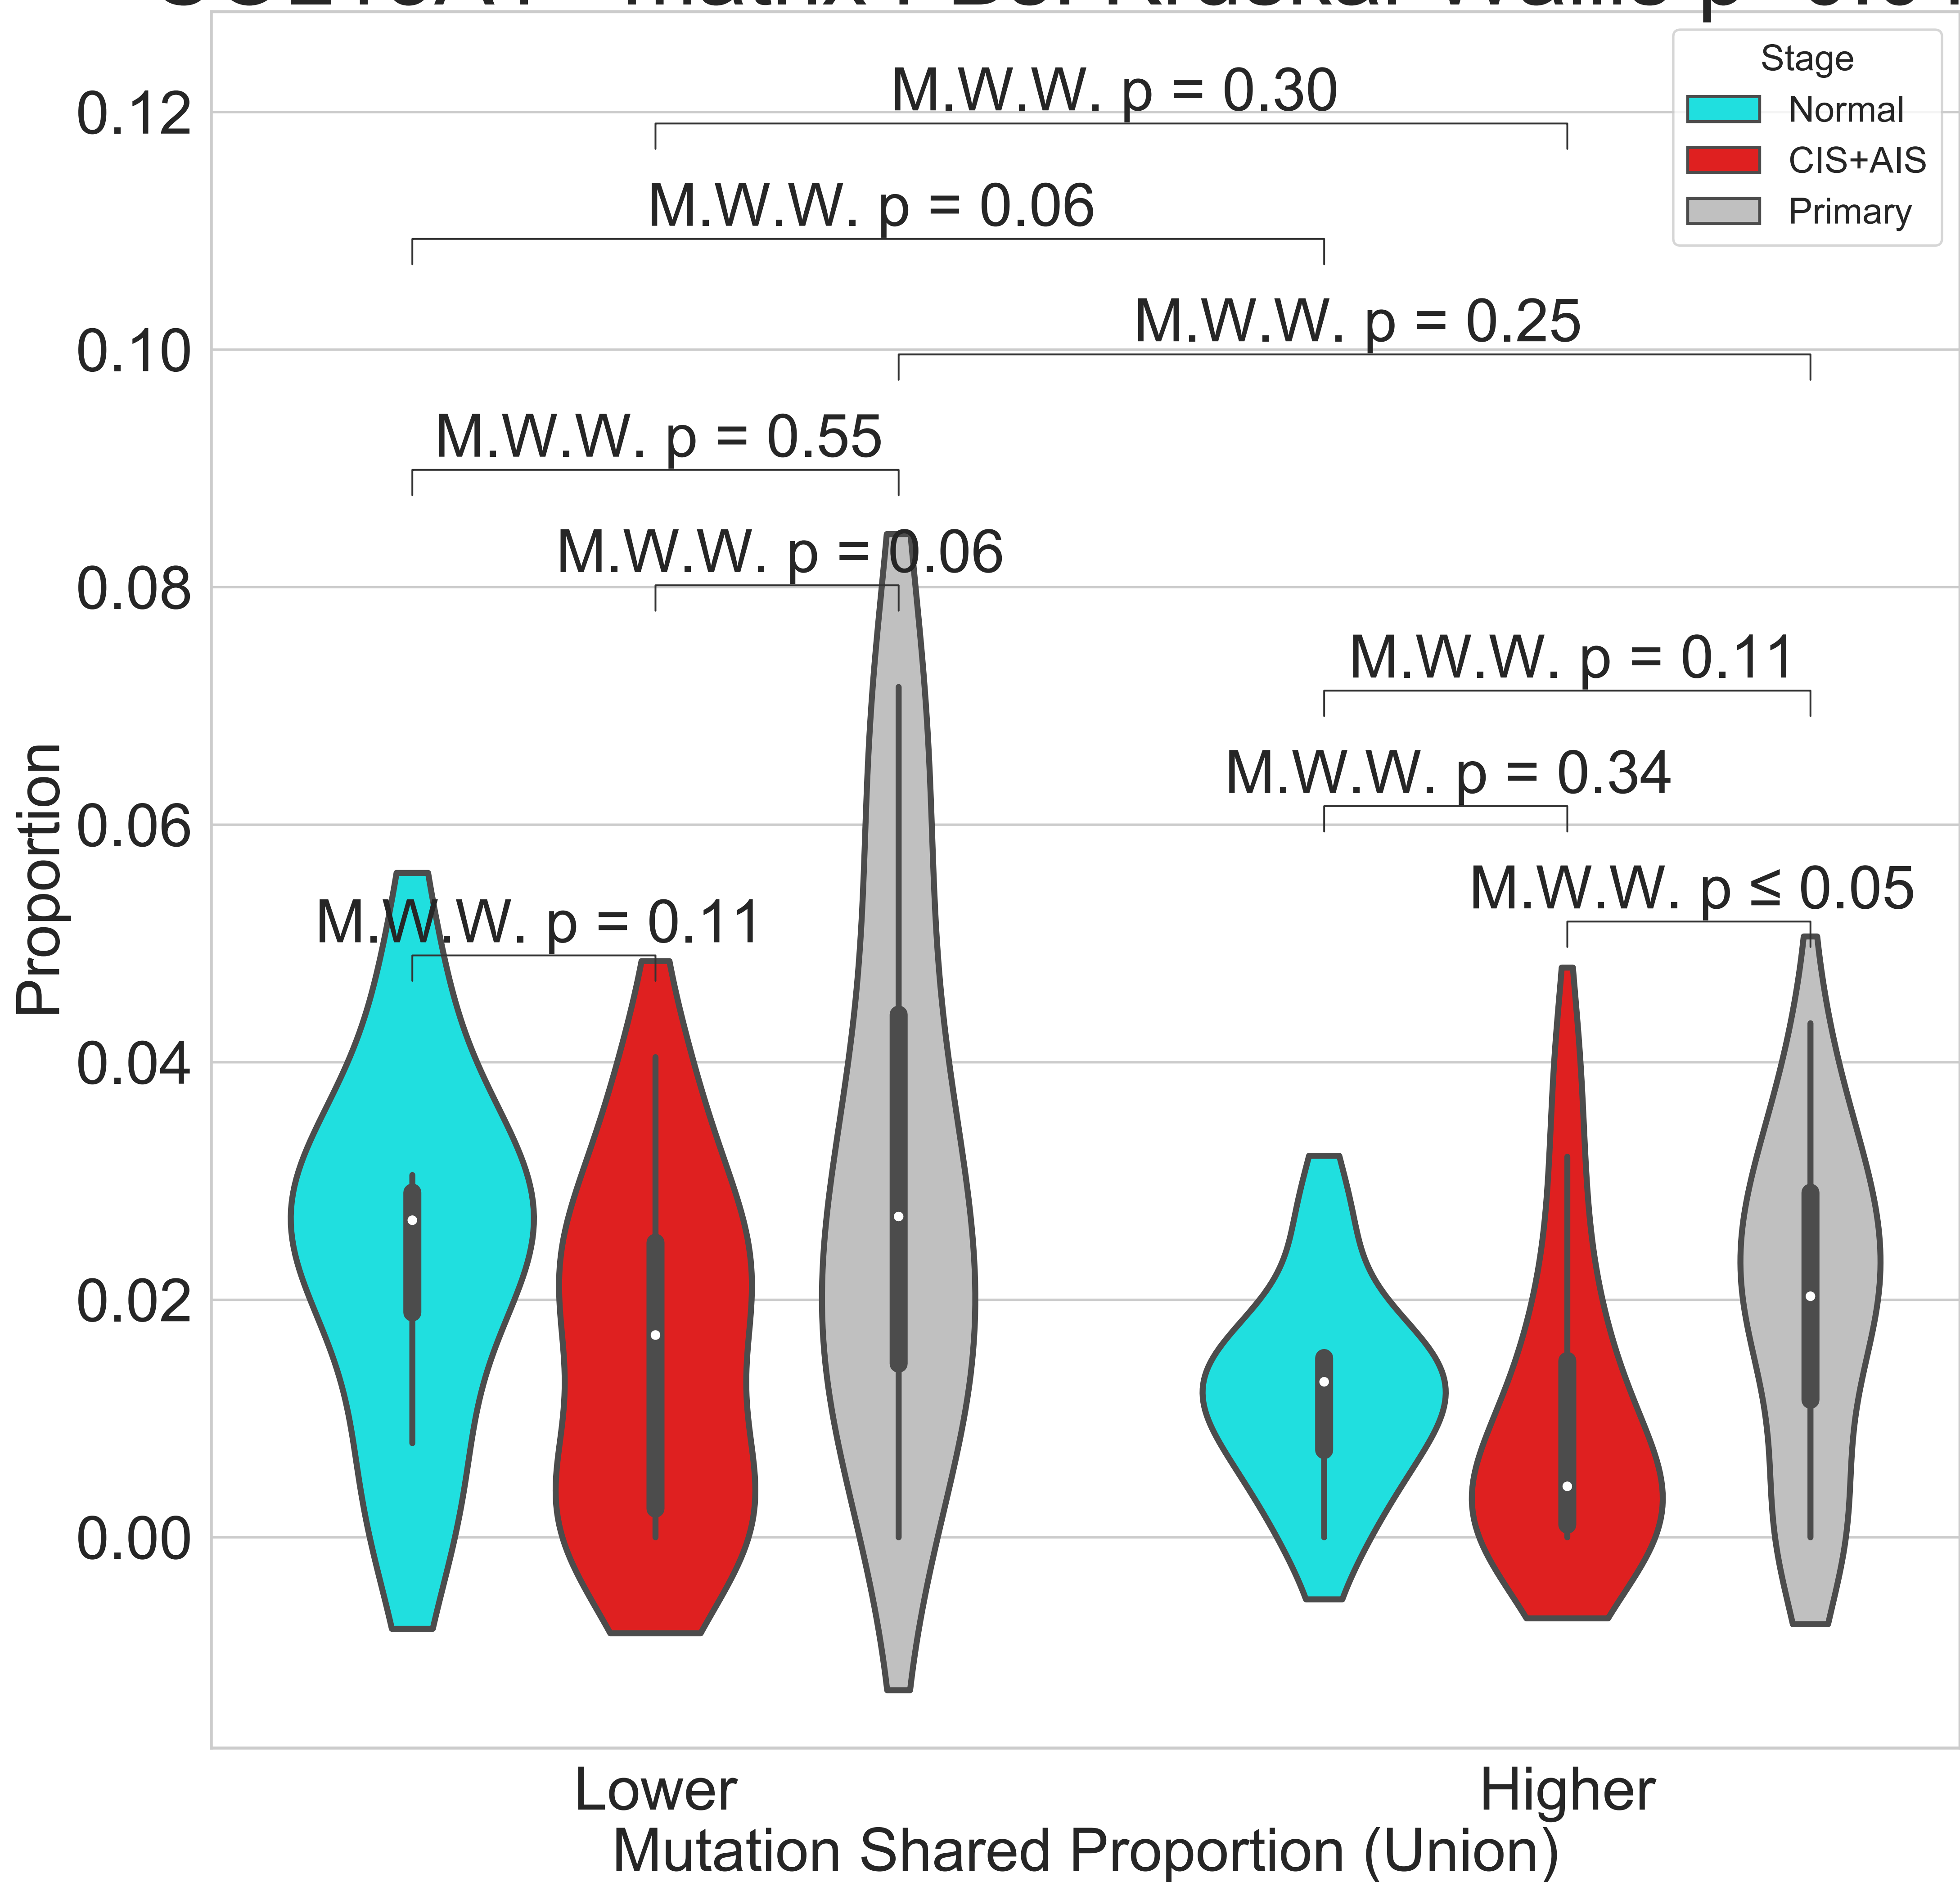 M.W.W. p = 0.30
M.W.W. p = 0.06
M.W.W. p = 0.25
M.W.W. p = 0.55
M.W.W. p = 0.06
M.W.W. p = 0.11
M.W.W. p = 0.34
M.W.W. p ≤ 0.05
M.W.W. p = 0.11
Stage
Normal
CIS+AIS
Primary
0.12
0.10
0.08
0.06
0.04
0.02
0.00
Proportion
Lower
Higher
Mutation Shared Proportion (Union)